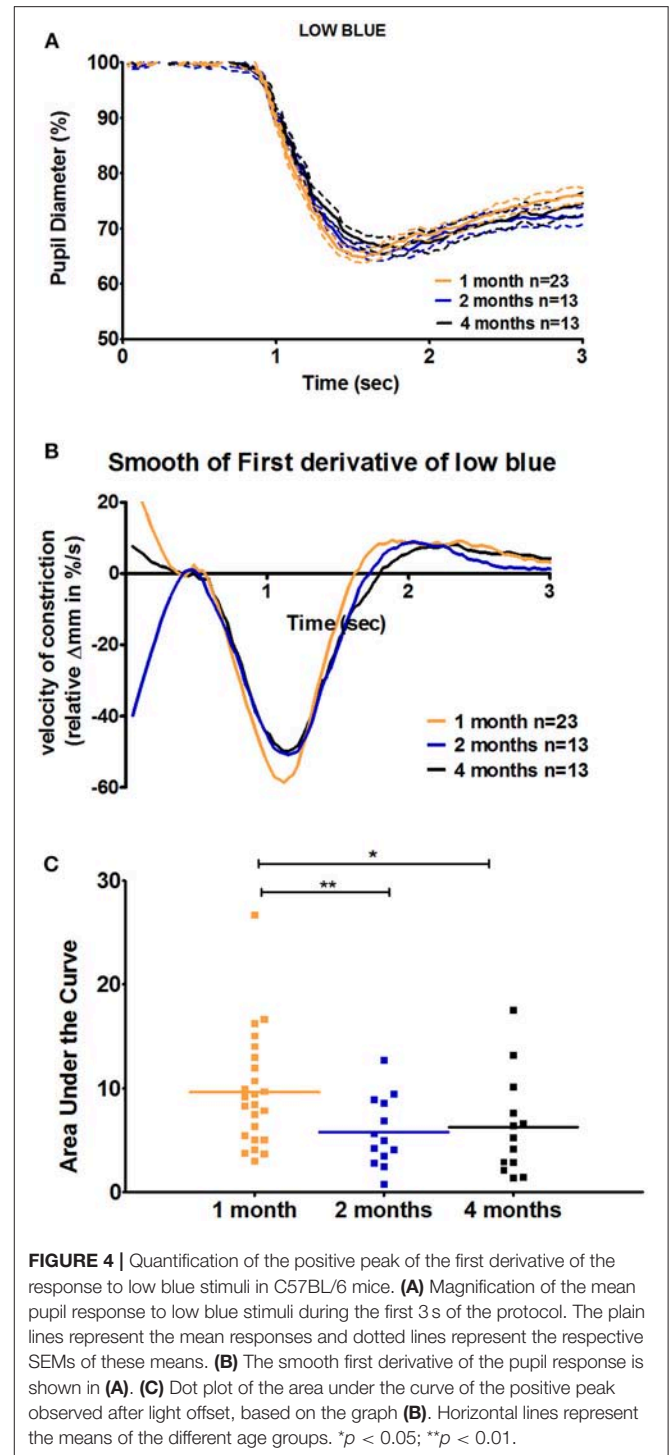 A
LOW BLUE
100
90
80
70
60
50
Pupil Diameter (%)
1 month n=23
2 months n=13
4 months n=13
0 1 2 3
Time (sec)
B
Smooth of First derivative of low blue
20
0
-20
-40
-60
velocity of constriction
(relative Δmm in %/s)
1 2 3
Time (sec)
1 month n=23
2 months n=13
4 months n=13
C
*
**
30
20
10
0
Area Under the Curve
1 month 2 months 4 months
FIGURE 4 | Quantification of the positive peak of the first derivative of the
response to low blue stimuli in C57BL/6 mice. (A) Magnification of the mean
pupil response to low blue stimuli during the first 3 s of the protocol. The plain
lines represent the mean responses and dotted lines represent the respective
SEMs of these means. (B) The smooth first derivative of the pupil response is
shown in (A). (C) Dot plot of the area under the curve of the positive peak
observed after light offset, based on the graph (B). Horizontal lines represent
the means of the different age groups. *p < 0.05; **p < 0.01.